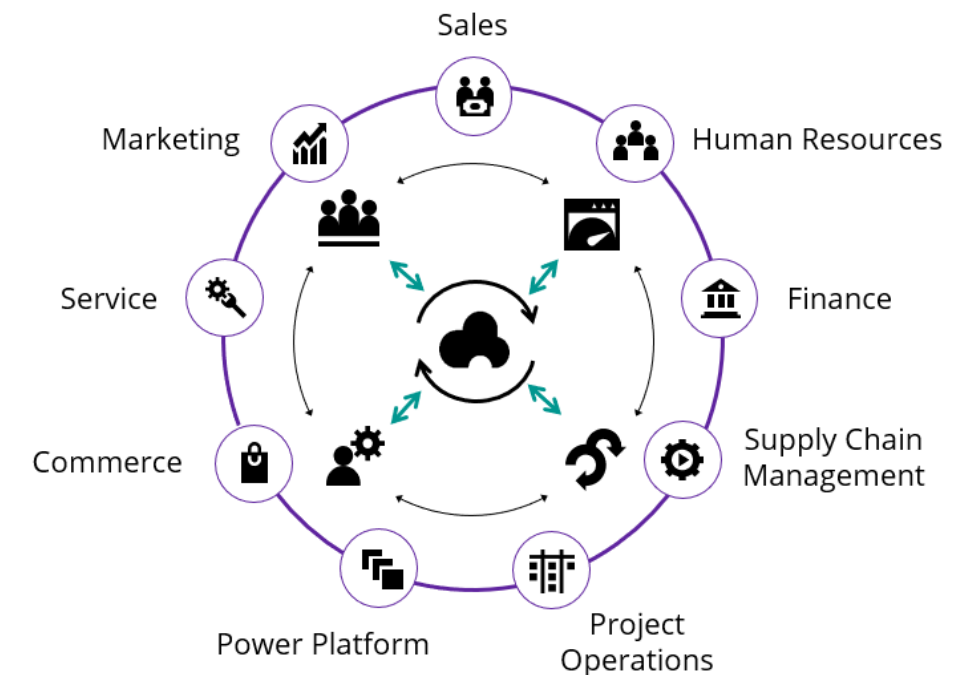 Sales
Marketing
Human Resources
Service
Finance
Commerce
Supply Chain
Management
Power Platform
Project
Operations